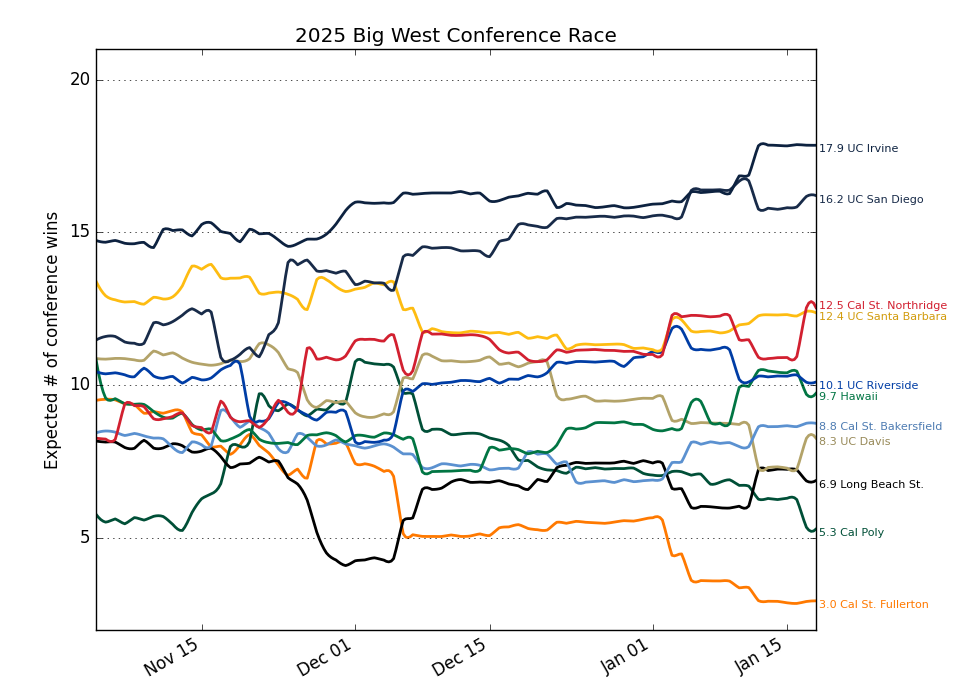 2025 Big West Conference Race
Expected # of conference wins
20
15
10
5
Nov 15
Dec 01
Dec 15
Jan 01
Jan 15
17.9 UC Irvine
16.2 UC San Diego
12.5 Cal St. Northridge
12.4 UC Santa Barbara
10.1 UC Riverside
9.7 Hawaii
8.8 Cal St. Bakersfield
8.3 UC Davis
6.9 Long Beach St.
5.3 Cal Poly
3.0 Cal St. Fullerton